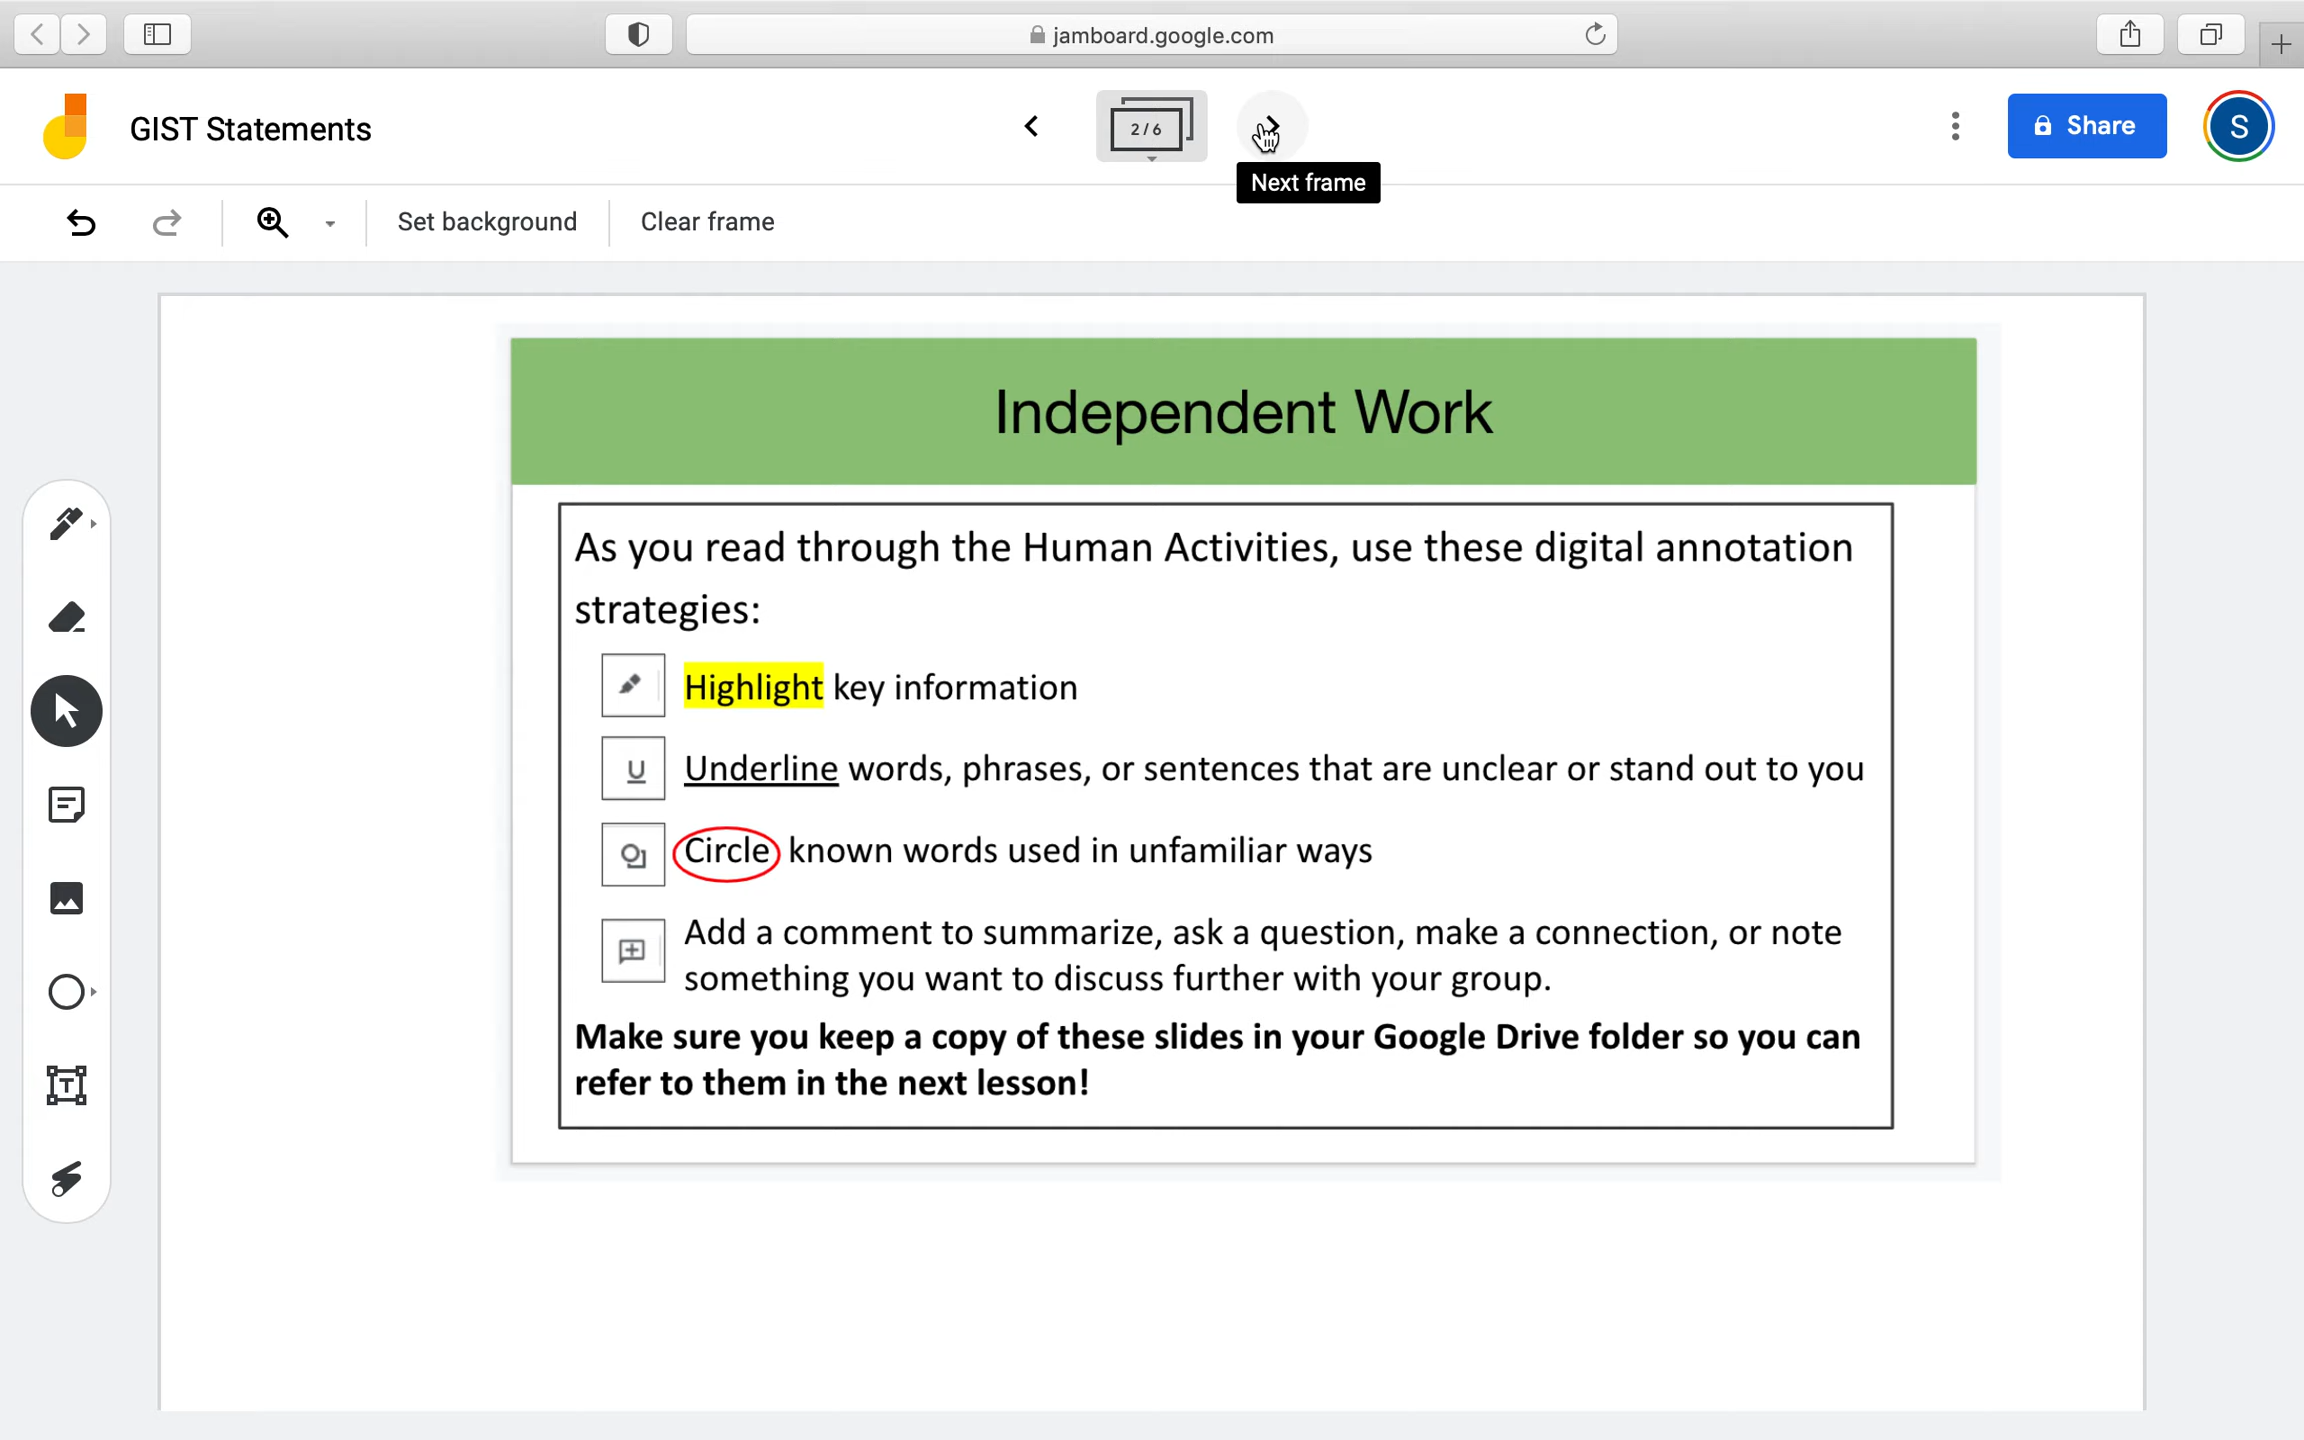 jamboard.google.com
GIST Statements
2 / 6
Share
S
Next frame
Set background
Clear frame
Independent Work
As you read through the Human Activities, use these digital annotation
strategies:
Highlight key information
U
Underline words, phrases, or sentences that are unclear or stand out to you
Circle known words used in unfamiliar ways
Add a comment to summarize, ask a question, make a connection, or note
something you want to discuss further with your group.
Make sure you keep a copy of these slides in your Google Drive folder so you can
refer to them in the next lesson!
T